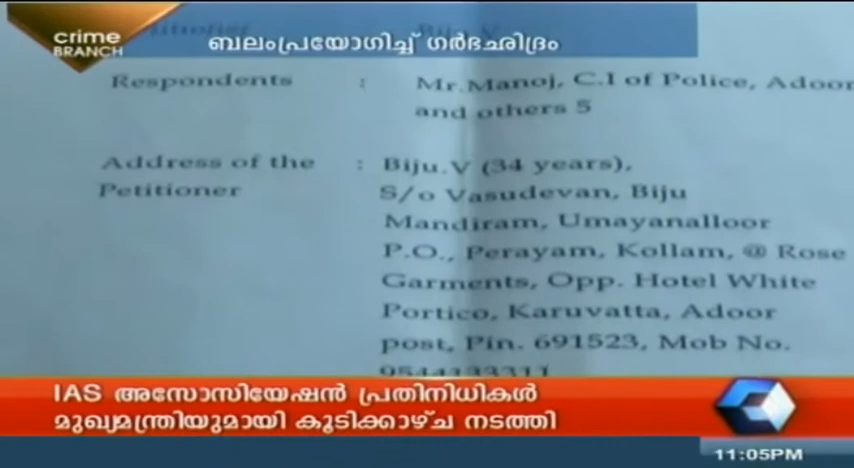 crime
BRANCH
Petitioner : Biju.V
ബലംപ്രയോഗിച്ച് ഗർഭഛിദ്രം
Respondents : Mr.Manoj, C.I of Police, Adoor
and others 5
Address of the : Biju.V (34 years),
Petitioner S/o Vasudevan, Biju
Mandiram, Umayanalloor
P.O., Perayam, Kollam, @ Rose
Garments, Opp. Hotel White
Portico, Karuvatta, Adoor
post, Pin. 691523, Mob No.
IAS അസോസിയേഷൻ പ്രതിനിധികൾ
മുഖ്യമന്ത്രിയുമായി കൂടിക്കാഴ്ച നടത്തി
11:05PM